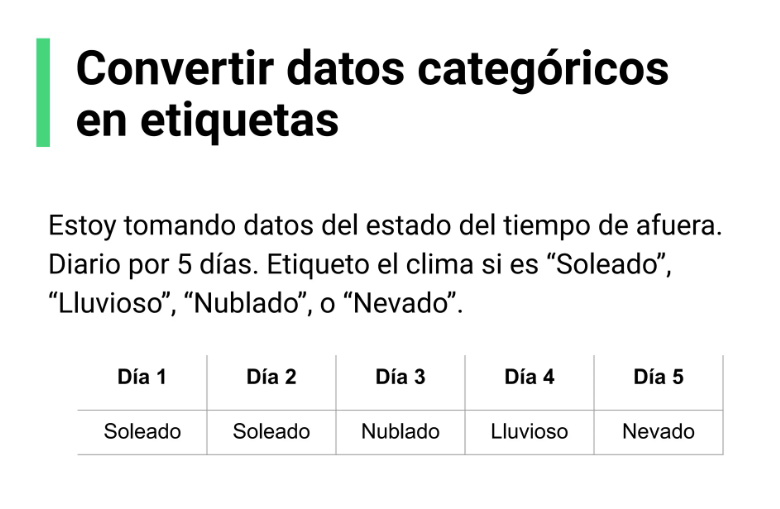 Convertir datos categóricos
en etiquetas
Estoy tomando datos del estado del tiempo de afuera.
Diario por 5 días. Etiqueto el clima si es “Soleado”,
“Lluvioso”, “Nublado”, o “Nevado”.
Día 1 Día 2 Día 3 Día 4 Día 5
Soleado Soleado Nublado Lluvioso Nevado